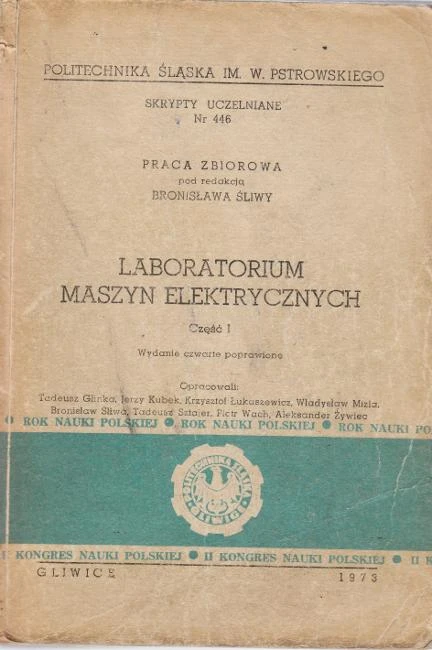 POLITECHNIKA ŚLĄSKA IM. W. PSTROWSKIEGO
SKRYPTY UCZELNIANE
Nr 446
PRACA ZBIOROWA
pod redakcją
BRONISŁAWA ŚLIWY
LABORATORIUM
MASZYN ELEKTRYCZNYCH
Część I
Wydanie czwarte poprawione
Opracowali:
Tadeusz Glinka, Jerzy Kubek, Krzysztof Łukaszewicz, Władysław Mizia,
Bronisław Śliwa, Tadeusz Sztajer, Piotr Wach, Aleksander Żywiec
ROK NAUKI POLSKIEJ ● ROK NAUKI POLSKIEJ ● ROK NAUKI PO
POLITECHNIKA ŚLĄSKA
GLIWICE
II KONGRES NAUKI POLSKIEJ ● II KONGRES NAUKI POLSKIEJ ● II K
GLIWICE 1973